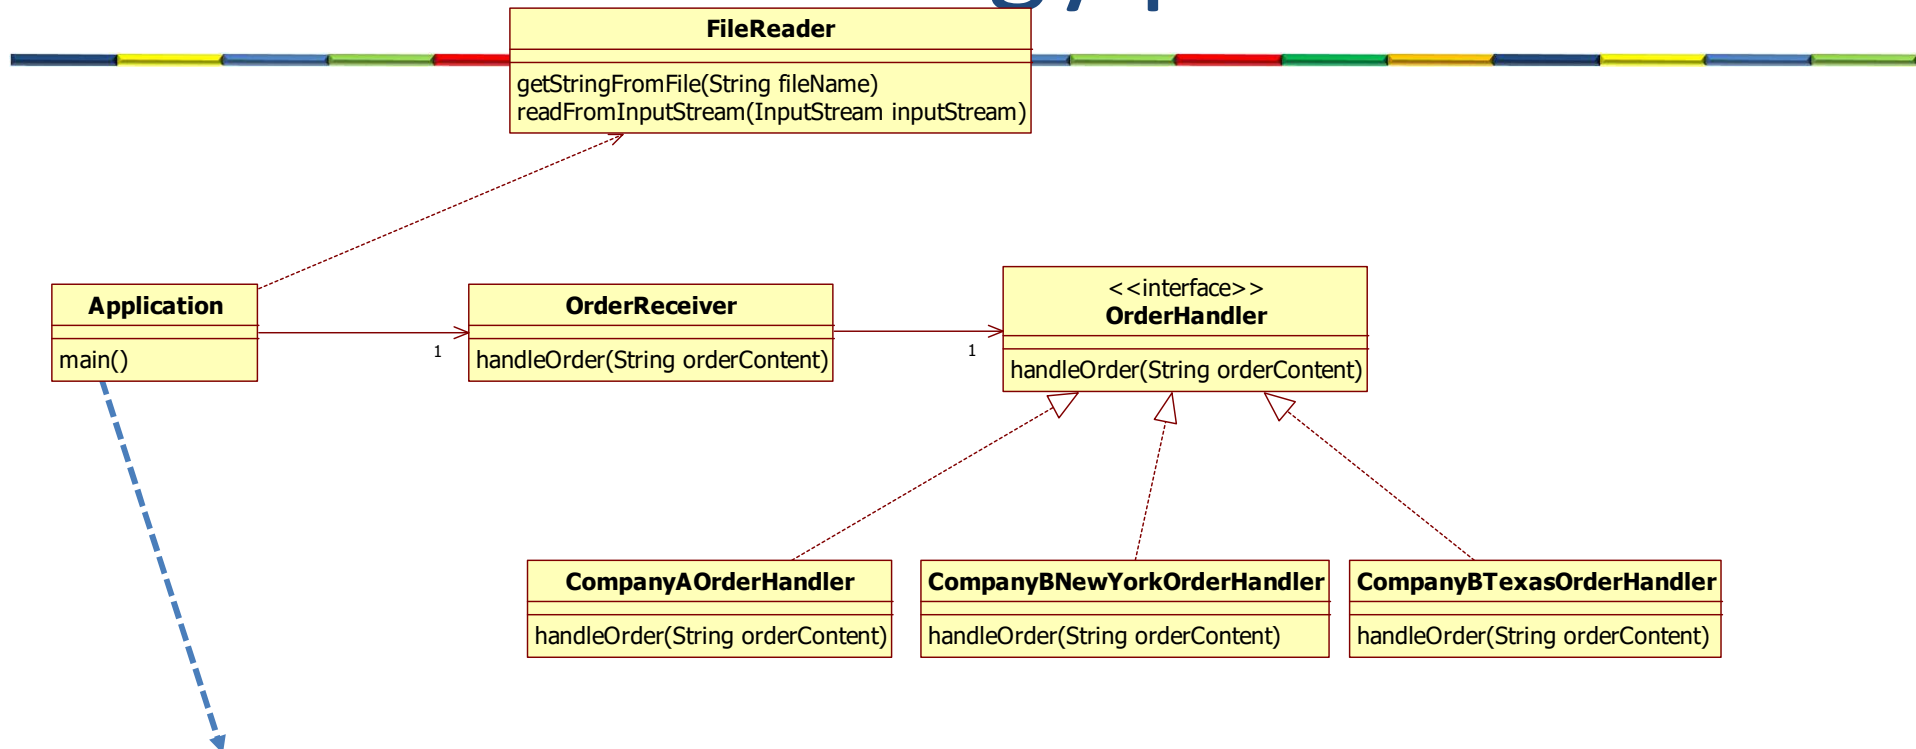 FileReader
getStringFromFile(String fileName)
readFromInputStream(InputStream inputStream)
Application
main()
1
OrderReceiver
handleOrder(String orderContent)
1
<<interface>>
OrderHandler
handleOrder(String orderContent)
CompanyAOrderHandler
handleOrder(String orderContent)
CompanyBNewYorkOrderHandler
handleOrder(String orderContent)
CompanyBTexasOrderHandler
handleOrder(String orderContent)